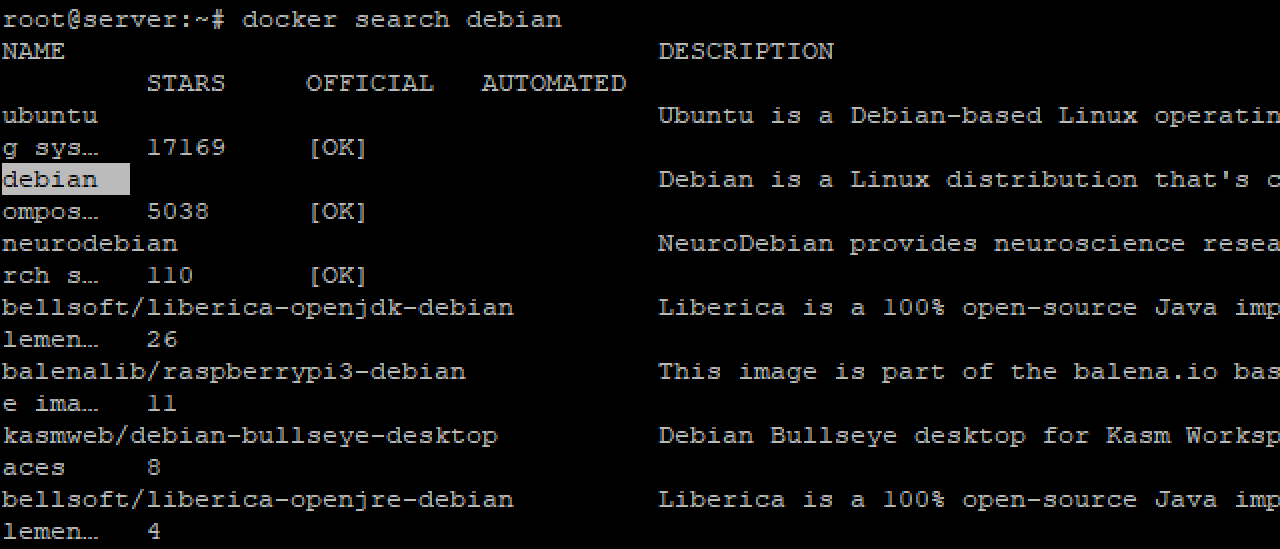 root@server:~# docker search debian
NAME DESCRIPTION
STARS OFFICIAL AUTOMATED
ubuntu Ubuntu is a Debian-based Linux operatin
g sys… 17169 [OK]
debian Debian is a Linux distribution that's c
ompos… 5038 [OK]
neurodebian NeuroDebian provides neuroscience resea
rch s… 110 [OK]
bellsoft/liberica-openjdk-debian Liberica is a 100% open-source Java imp
lemen… 26
balenalib/raspberrypi3-debian This image is part of the balena.io bas
e ima… 11
kasmweb/debian-bullseye-desktop Debian Bullseye desktop for Kasm Worksp
aces 8
bellsoft/liberica-openjre-debian Liberica is a 100% open-source Java imp
lemen… 4